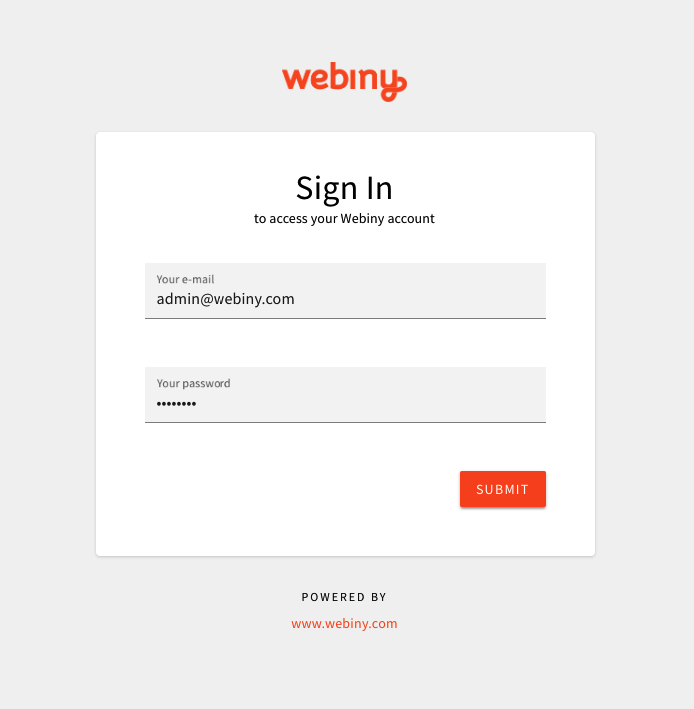 webiny
Sign In
to access your Webiny account
Your e-mail
admin@webiny.com
Your password
••••••••
SUBMIT
POWERED BY
www.webiny.com